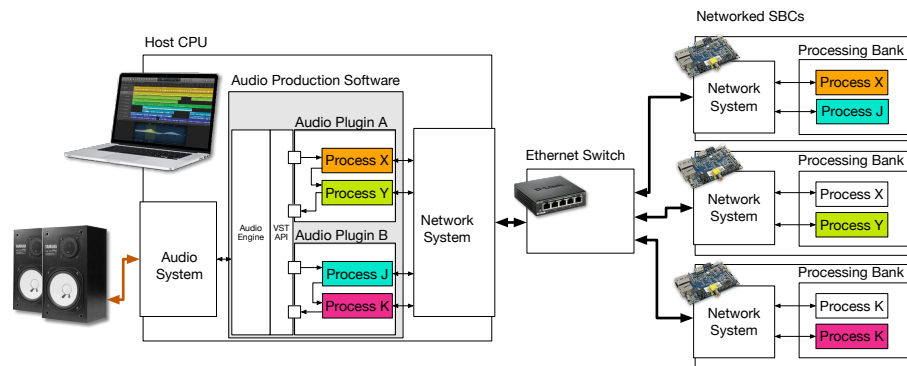 Networked SBCs
Host CPU
Audio Production Software
Audio Plugin A
Process X
Process Y
Audio
Engine
VST
API
Audio Plugin B
Process J
Process K
Audio
System
Network
System
Ethernet Switch
D-Link
YAMAHA
Processing Bank
Network
System
Process X
Process J
Processing Bank
Network
System
Process X
Process Y
Processing Bank
Network
System
Process K
Process K